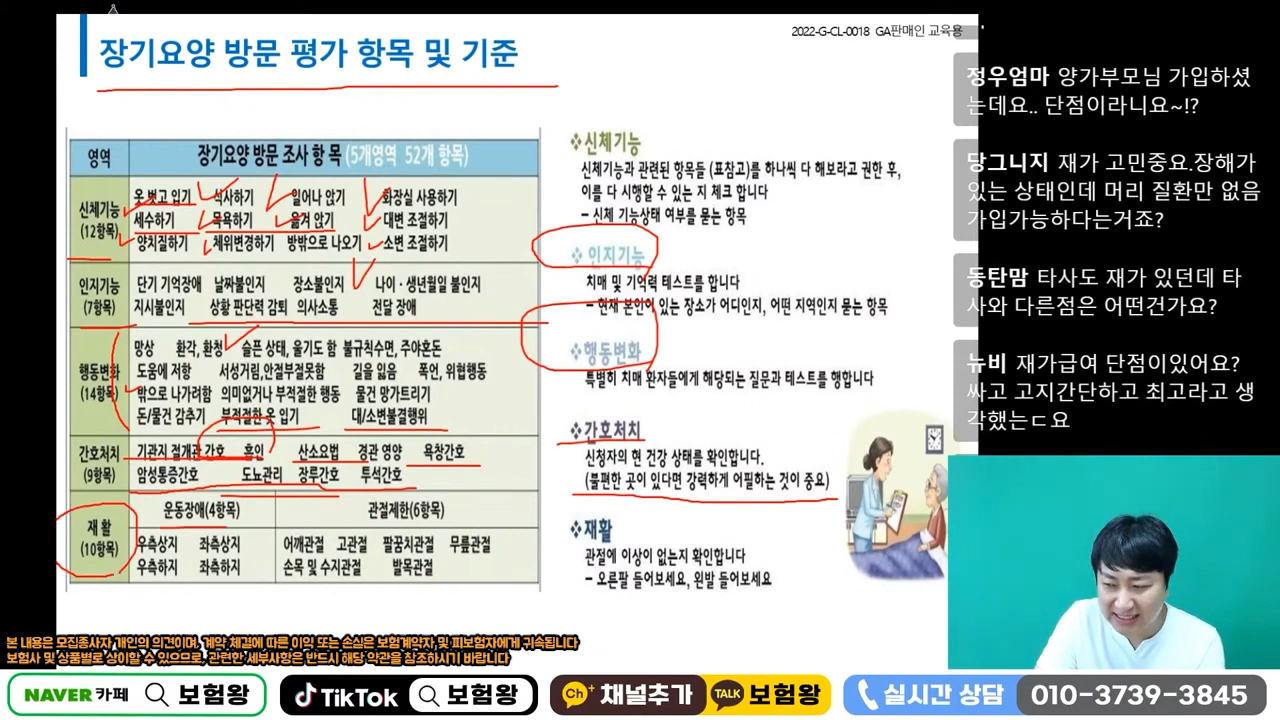 2022-G-CL-0018 GA판매인 교육용
장기요양 방문 평가 항목 및 기준
영역 장기요양 방문 조사 항 목 (5개영역 52개 항목)
신체기능
(12항목)
옷 벗고 입기 식사하기 일어나 앉기 화장실 사용하기
세수하기 목욕하기 옮겨 앉기 대변 조절하기
양치질하기 체위변경하기 방밖으로 나오기 소변 조절하기
인지기능
(7항목)
단기 기억장애 날짜불인지 장소불인지 나이·생년월일 불인지
지시불인지 상황 판단력 감퇴 의사소통 전달 장애
행동변화
(14항목)
망상 환각, 환청 슬픈 상태, 울기도 함 불규칙수면, 주야혼돈
도움에 저항 서성거림,안절부절못함 길을 잃음 폭언, 위협행동
밖으로 나가려함 의미없거나 부적절한 행동 물건 망가트리기
돈/물건 감추기 부적절한 옷 입기 대/소변불결행위
간호처치
(9항목)
기관지 절개관 간호 흡인 산소요법 경관 영양 욕창간호
암성통증간호 도뇨관리 장루간호 투석간호
재 활
(10항목)
운동장애(4항목) 관절제한(6항목)
우측상지 좌측상지 어깨관절 고관절 팔꿈치관절 무릎관절
우측하지 좌측하지 손목 및 수지관절 발목관절
❖신체기능
신체기능과 관련된 항목들 (표참고)를 하나씩 다 해보라고 권한 후,
이를 다 시행할 수 있는 지 체크 합니다
– 신체 기능상태 여부를 묻는 항목
❖인지기능
치매 및 기억력 테스트를 합니다
– 현재 본인이 있는 장소가 어디인지, 어떤 지역인지 묻는 항목
❖행동변화
특별히 치매 환자들에게 해당되는 질문과 테스트를 행합니다
❖간호처치
신청자의 현 건강 상태를 확인합니다.
(불편한 곳이 있다면 강력하게 어필하는 것이 중요)
❖재활
관절에 이상이 없는지 확인합니다
– 오른팔 들어보세요, 왼발 들어보세요
정우엄마 양가부모님 가입하셨
는데요.. 단점이라니요~!?
당그니지 재가 고민중요.장해가
있는 상태인데 머리 질환만 없음
가입가능하다는거죠?
동탄맘 타사도 재가 있던데 타
사와 다른점은 어떤건가요?
뉴비 재가급여 단점이있어요?
싸고 고지간단하고 최고라고 생
각했는ㄷ요
본 내용은 모집종사자 개인의 의견이며, 계약 체결에 따른 이익 또는 손실은 보험계약자 및 피보험자에게 귀속됩니다
보험사 및 상품별로 상이할 수 있으므로, 관련한 세부사항은 반드시 해당 약관을 참조하시기 바랍니다
NAVER 카페 보험왕 TikTok 보험왕 Ch+ 채널추가 TALK 보험왕 실시간 상담 010-3739-3845